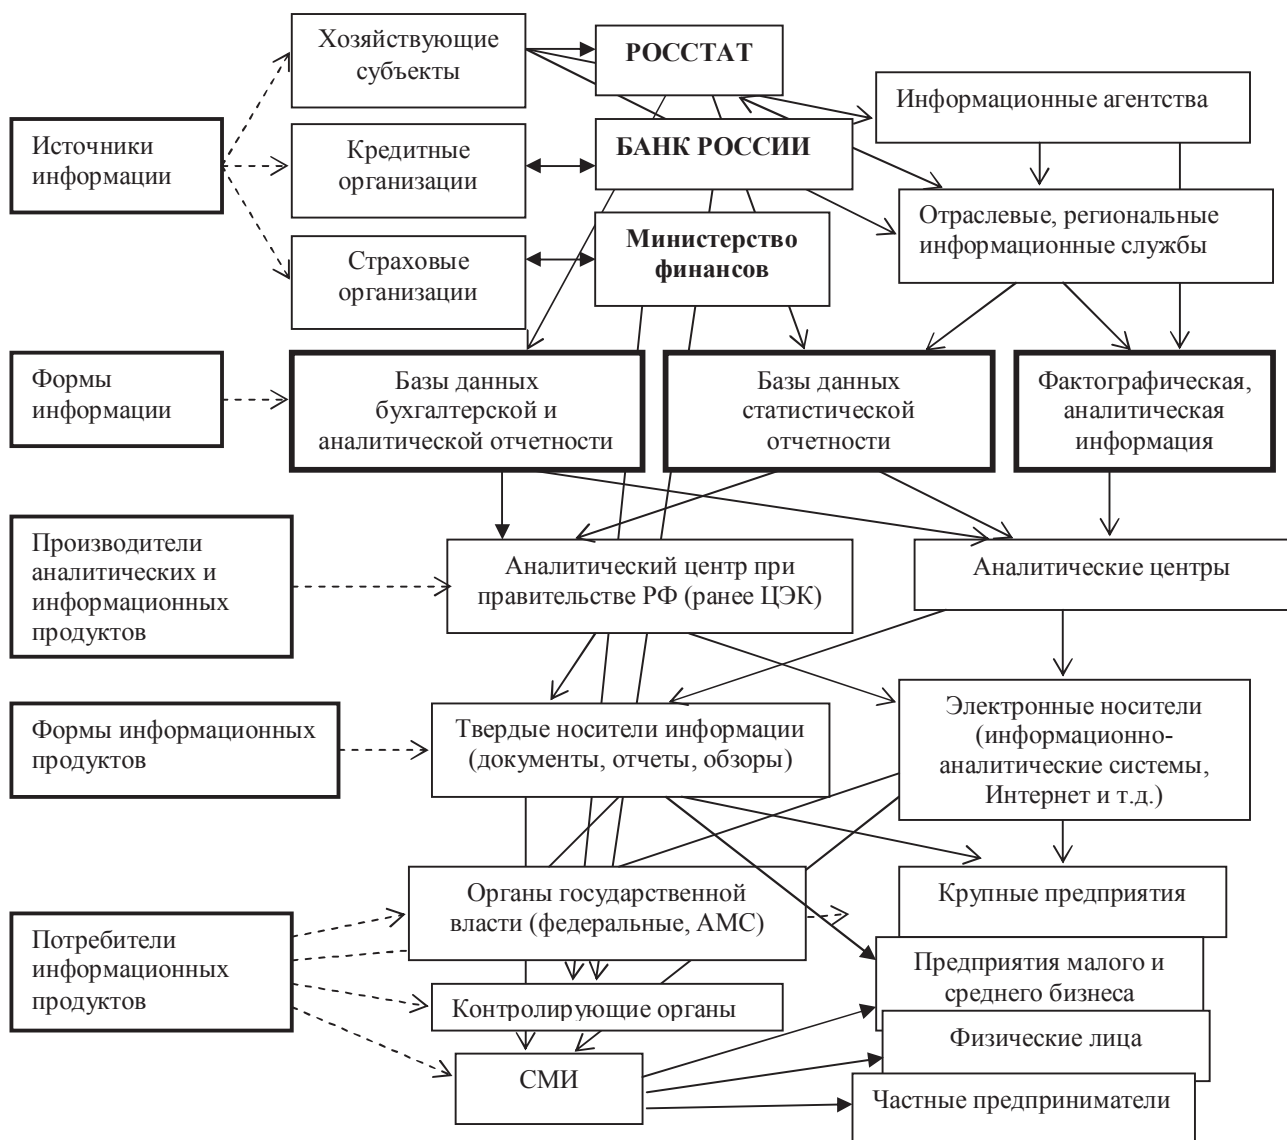 Хозяйствующие
субъекты
РОССТАТ
Информационные агентства
Источники
информации
Кредитные
организации
БАНК РОССИИ
Отраслевые, региональные
информационные службы
Страховые
организации
Министерство
финансов
Формы
информации
Базы данных
бухгалтерской и
аналитической отчетности
Базы данных
статистической
отчетности
Фактографическая,
аналитическая
информация
Производители
аналитических и
информационных
продуктов
Аналитический центр при
правительстве РФ (ранее ЦЭК)
Аналитические центры
Формы информационных
продуктов
Твердые носители информации
(документы, отчеты, обзоры)
Электронные носители
(информационно-
аналитические системы,
Интернет и т.д.)
Потребители
информационных
продуктов
Органы государственной
власти (федеральные, АМС)
Крупные предприятия
Предприятия малого и
среднего бизнеса
Контролирующие органы
Физические лица
СМИ
Частные предприниматели